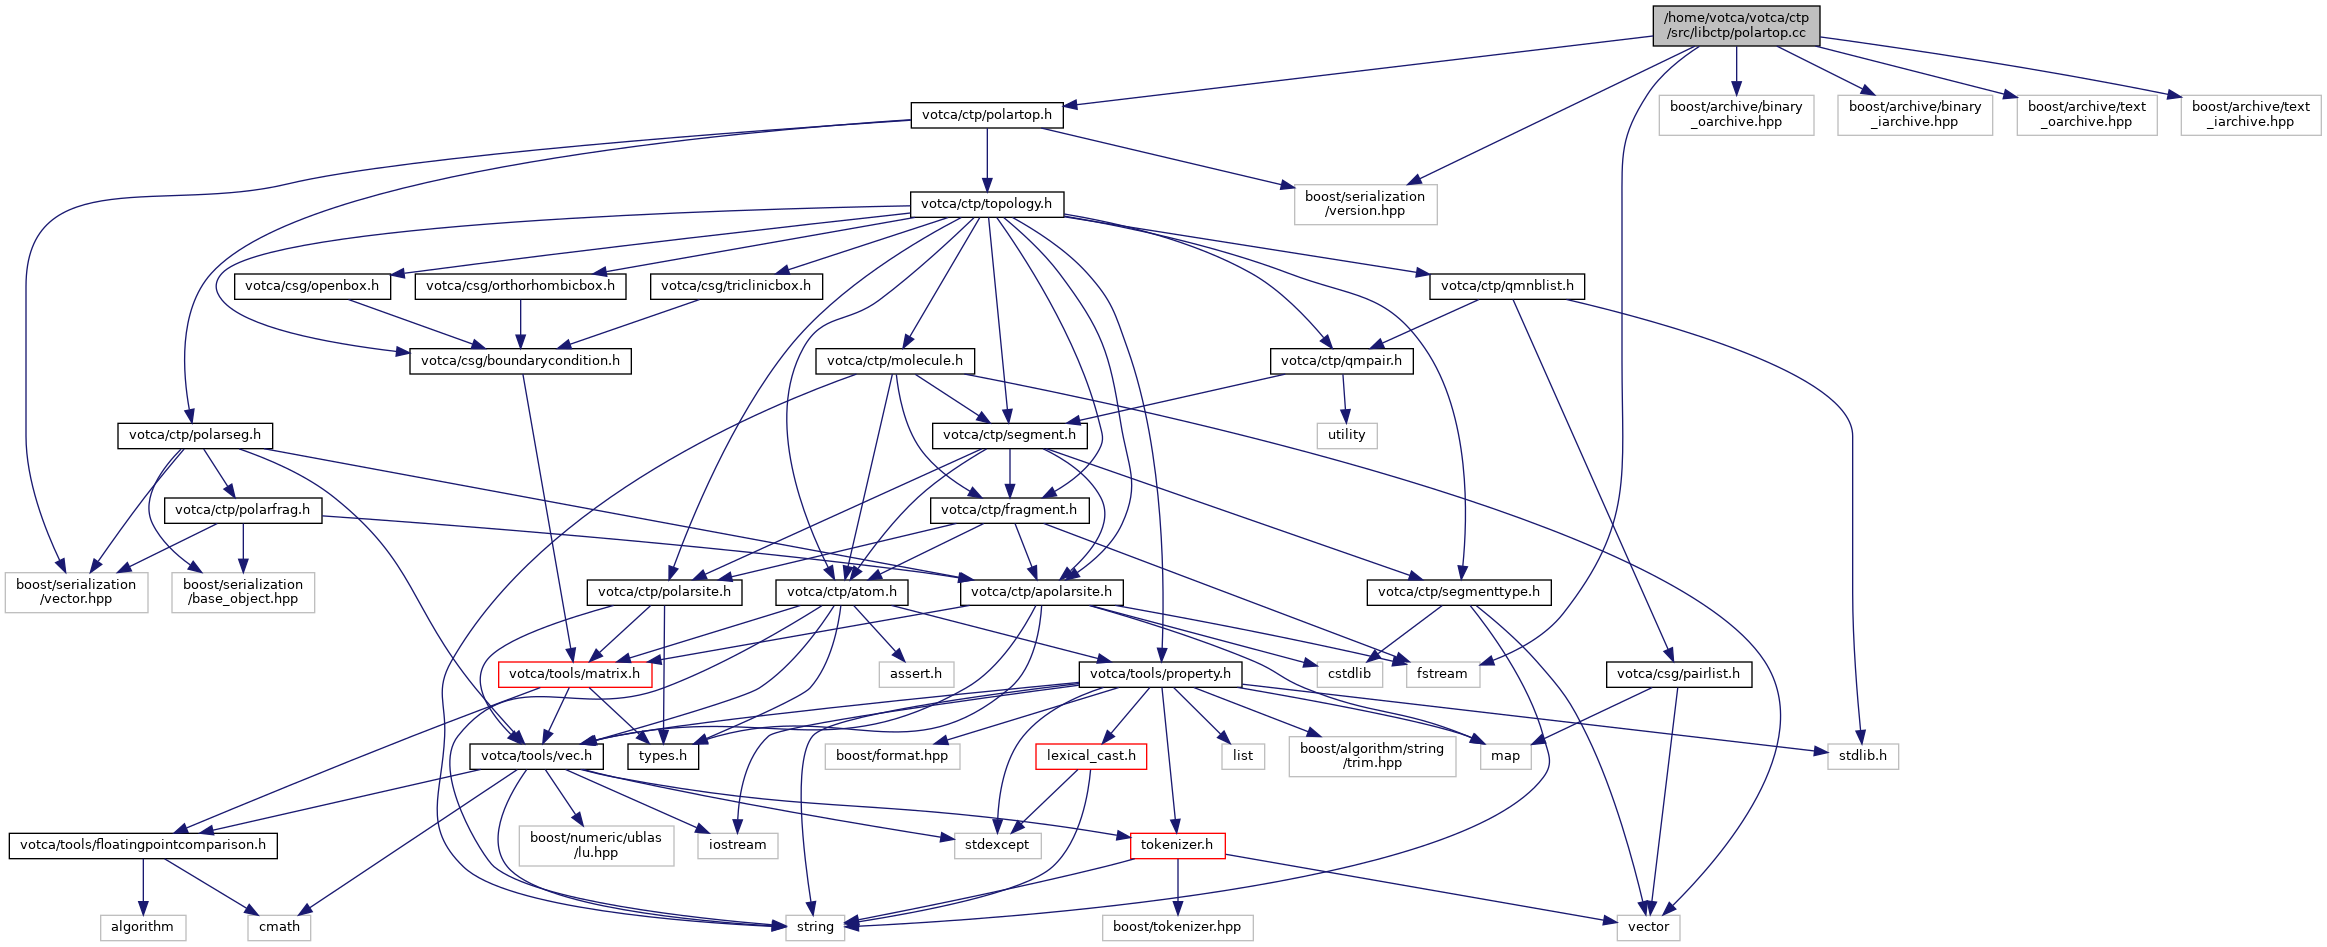 /home/votca/votca/ctp
/src/libctp/polartop.cc
votca/ctp/polartop.h
boost/archive/binary
_oarchive.hpp
boost/archive/binary
_iarchive.hpp
boost/archive/text
_oarchive.hpp
boost/archive/text
_iarchive.hpp
votca/ctp/topology.h
boost/serialization
/version.hpp
votca/csg/openbox.h
votca/csg/orthorhombicbox.h
votca/csg/triclinicbox.h
votca/ctp/qmnblist.h
votca/csg/boundarycondition.h
votca/ctp/molecule.h
votca/ctp/qmpair.h
votca/ctp/polarseg.h
votca/ctp/segment.h
utility
votca/ctp/polarfrag.h
votca/ctp/fragment.h
boost/serialization
/vector.hpp
boost/serialization
/base_object.hpp
votca/ctp/polarsite.h
votca/ctp/atom.h
votca/ctp/apolarsite.h
votca/ctp/segmenttype.h
votca/tools/matrix.h
assert.h
votca/tools/property.h
cstdlib
fstream
votca/csg/pairlist.h
votca/tools/vec.h
types.h
boost/format.hpp
lexical_cast.h
list
boost/algorithm/string
/trim.hpp
map
stdlib.h
votca/tools/floatingpointcomparison.h
boost/numeric/ublas
/lu.hpp
iostream
stdexcept
tokenizer.h
algorithm
cmath
string
boost/tokenizer.hpp
vector